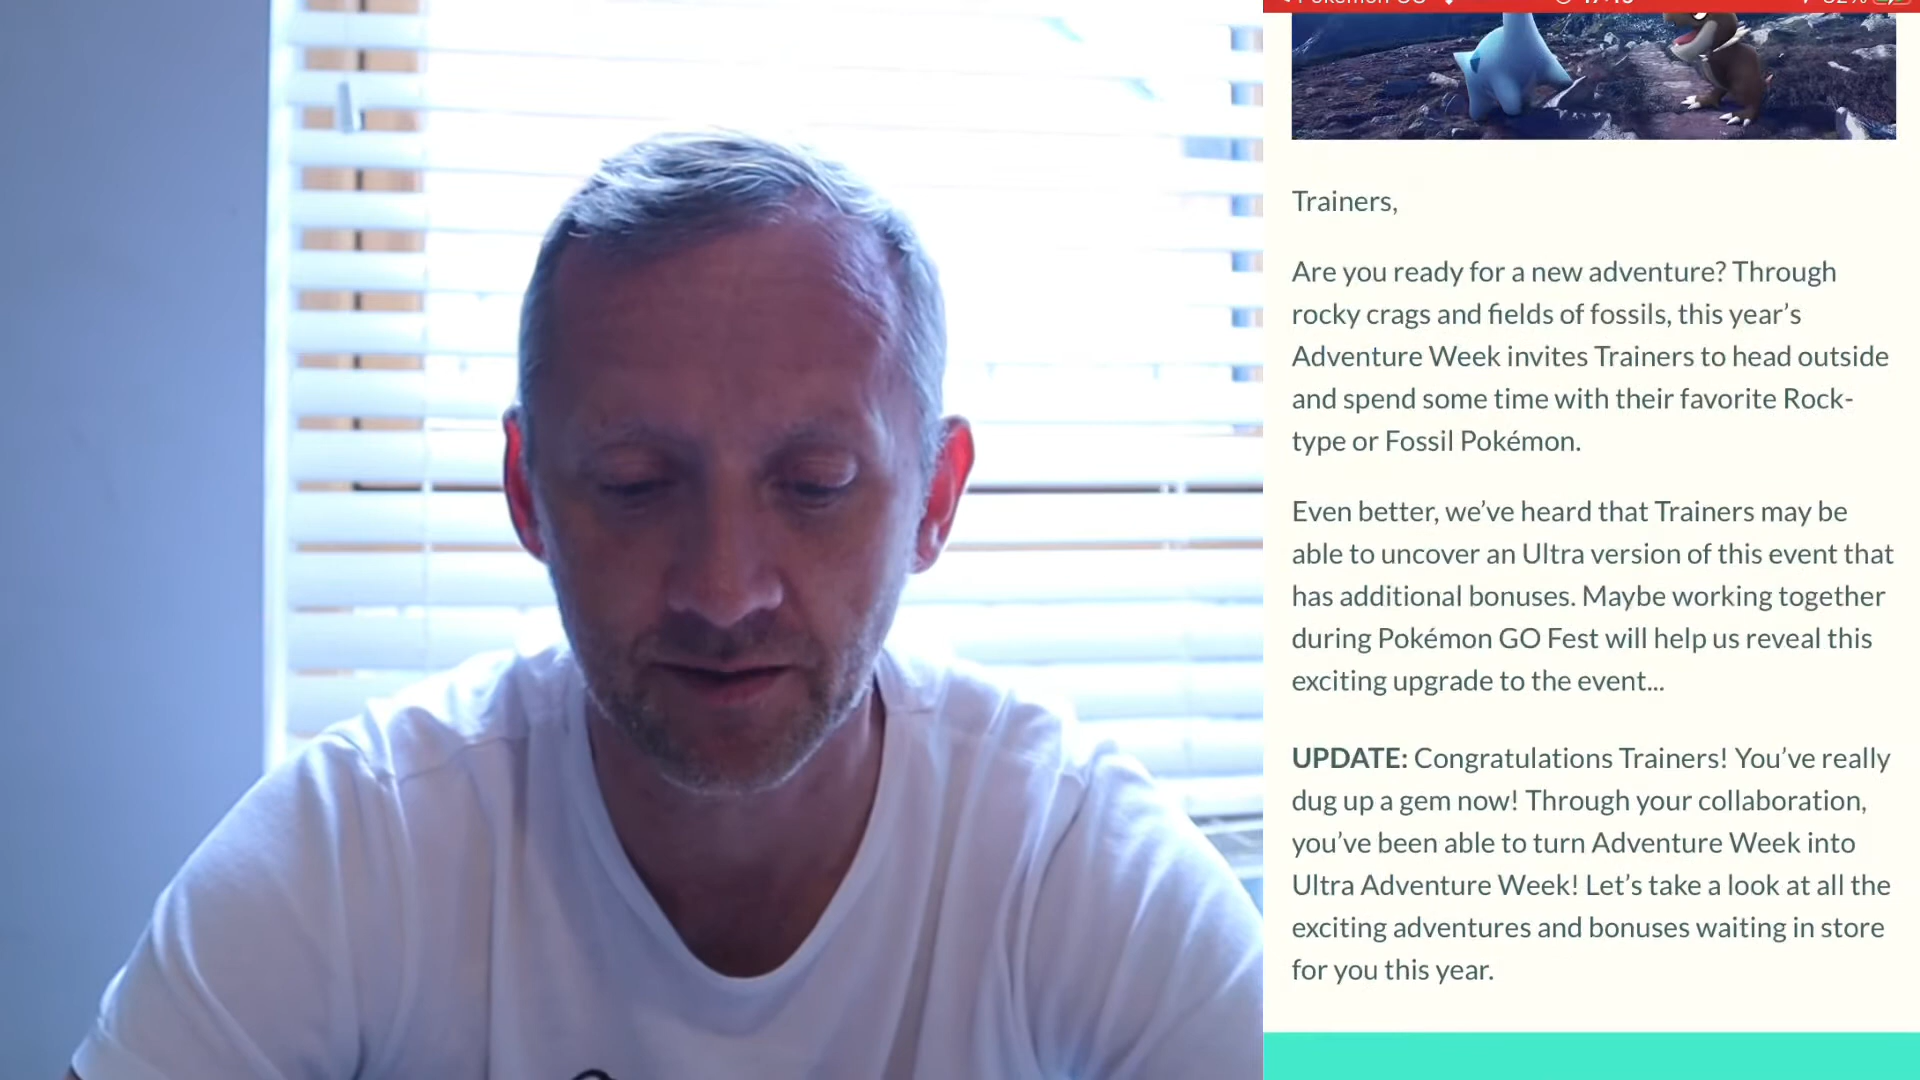 Trainers,
Are you ready for a new adventure? Through
rocky crags and fields of fossils, this year’s
Adventure Week invites Trainers to head outside
and spend some time with their favorite Rock-
type or Fossil Pokémon.
Even better, we’ve heard that Trainers may be
able to uncover an Ultra version of this event that
has additional bonuses. Maybe working together
during Pokémon GO Fest will help us reveal this
exciting upgrade to the event...
UPDATE: Congratulations Trainers! You’ve really
dug up a gem now! Through your collaboration,
you’ve been able to turn Adventure Week into
Ultra Adventure Week! Let’s take a look at all the
exciting adventures and bonuses waiting in store
for you this year.